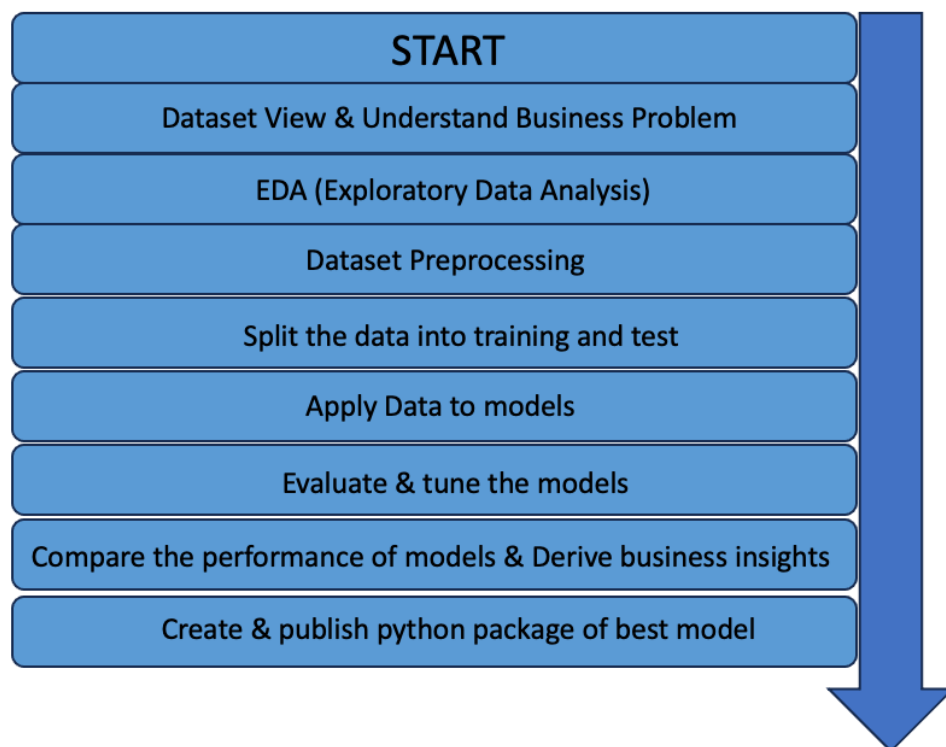 START
Dataset View & Understand Business Problem
EDA (Exploratory Data Analysis)
Dataset Preprocessing
Split the data into training and test
Apply Data to models
Evaluate & tune the models
Compare the performance of models & Derive business insights
Create & publish python package of best model